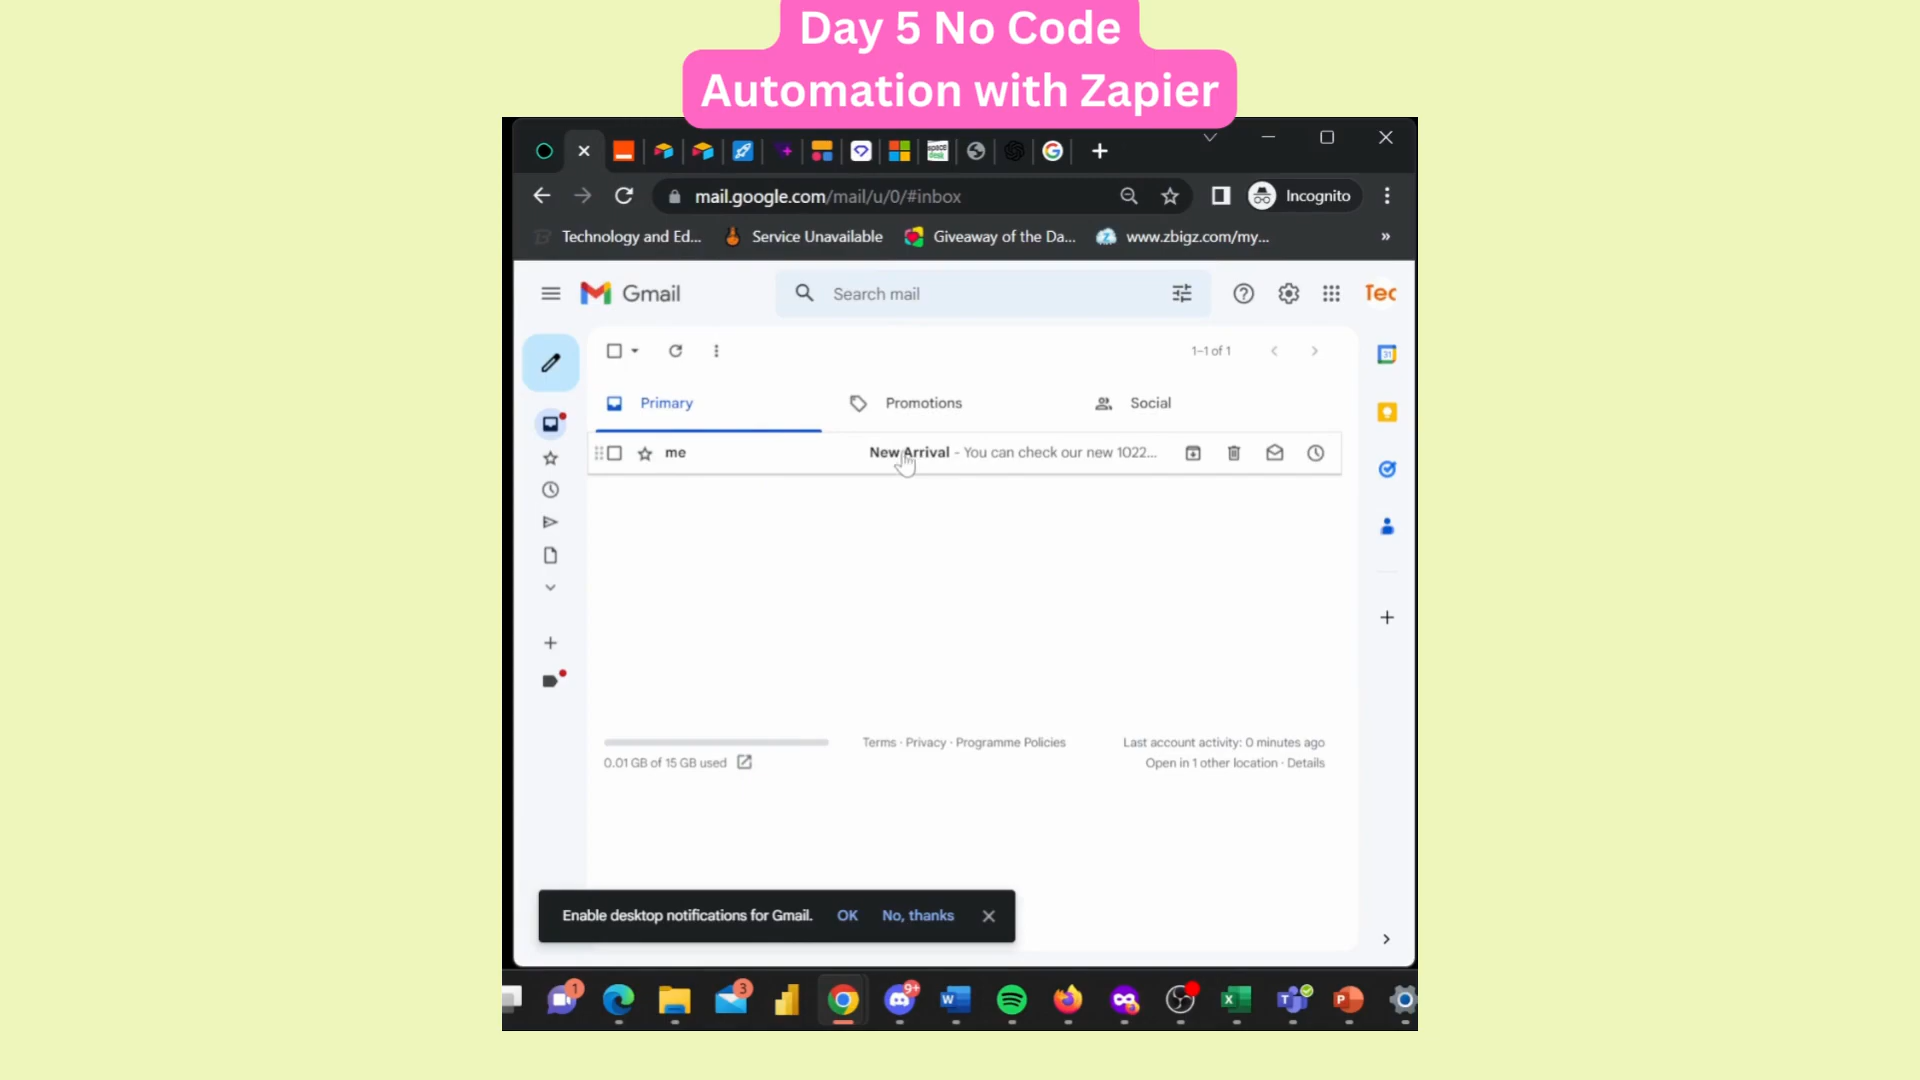 Day 5 No Code
Automation with Zapier
mail.google.com/mail/u/0/#inbox
Incognito
Technology and Ed...
Service Unavailable
Giveaway of the Da...
www.zbigz.com/my...
»
Gmail
Search mail
Tec
1–1 of 1
Primary
Promotions
Social
me
New Arrival - You can check our new 1022...
31
0.01 GB of 15 GB used
Terms · Privacy · Programme Policies
Last account activity: 0 minutes ago
Open in 1 other location · Details
Enable desktop notifications for Gmail.
OK
No, thanks
1
3
9+